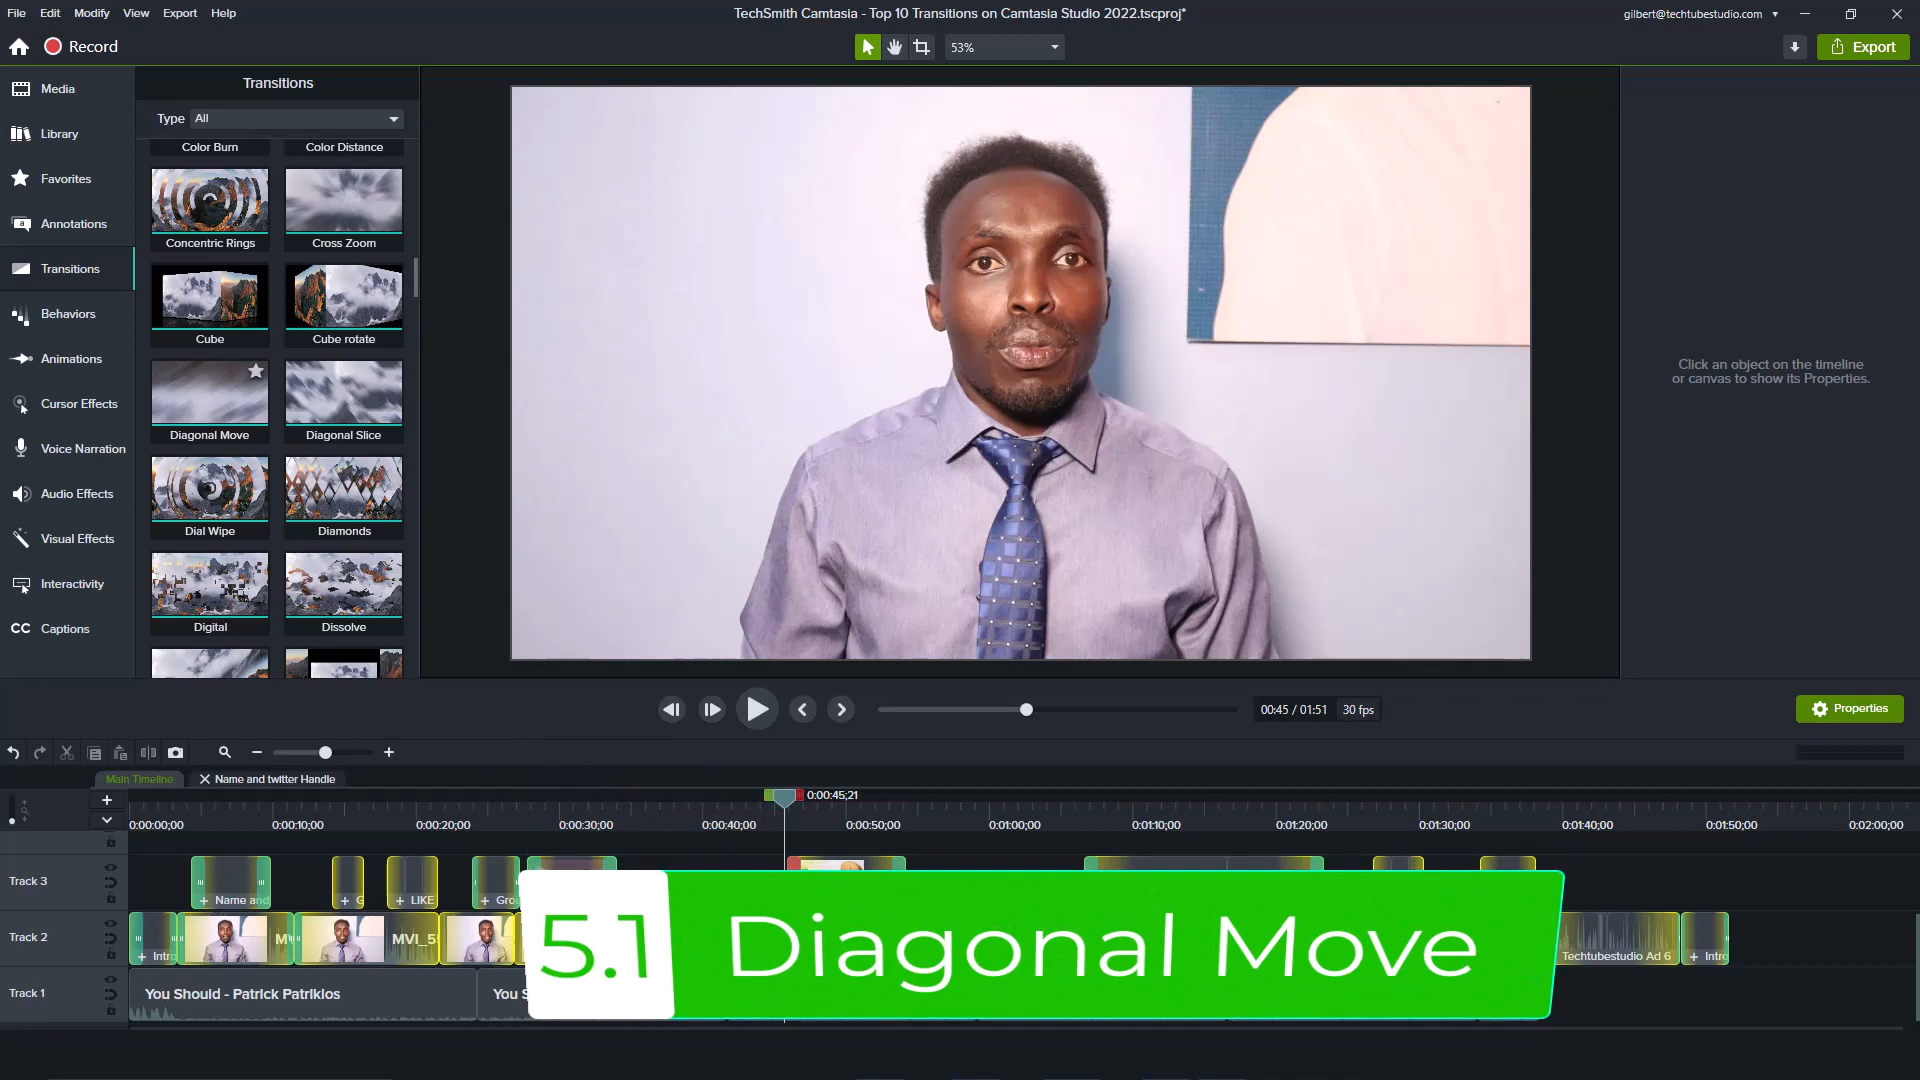 File Edit Modify View Export Help
TechSmith Camtasia - Top 10 Transitions on Camtasia Studio 2022.tscproj*
gilbert@techtubestudio.com
Record
53%
Export
Media
Library
Favorites
Annotations
Transitions
Behaviors
Animations
Cursor Effects
Voice Narration
Audio Effects
Visual Effects
Interactivity
CC Captions
Transitions
Type All
Color Burn Color Distance
Concentric Rings Cross Zoom
Cube Cube rotate
Diagonal Move Diagonal Slice
Dial Wipe Diamonds
Digital Dissolve
Click an object on the timeline
or canvas to show its Properties.
00:45 / 01:51 30 fps
Properties
Main Timeline Name and twitter Handle
0:00:45;21
0:00:00;00 0:00:10;00 0:00:20;00 0:00:30;00 0:00:40;00 0:00:50;00 0:01:00;00 0:01:10;00 0:01:20;00 0:01:30;00 0:01:40;00 0:01:50;00 0:02:00;00
Track 3
+ Name and + G + LIKE + Gro
Track 2
+ Intro MVI_5 Techtubestudio Ad 6 + Intro
Track 1
You Should - Patrick Patrikios You S
5.1 Diagonal Move